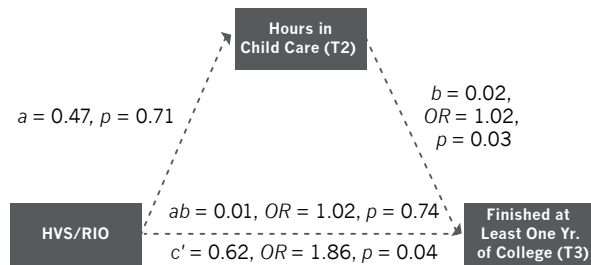 Hours in
Child Care (T2)
a = 0.47, p = 0.71
b = 0.02,
OR = 1.02,
p = 0.03
HVS/RIO
ab = 0.01, OR = 1.02, p = 0.74
c' = 0.62, OR = 1.86, p = 0.04
Finished at
Least One Yr.
of College (T3)